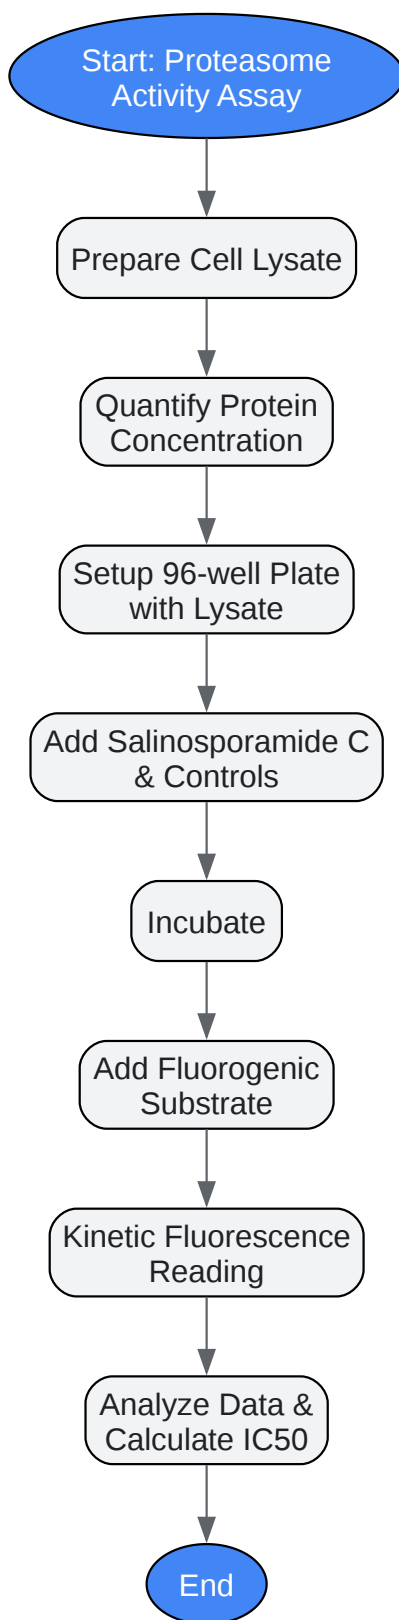 Start: Proteasome
Activity Assay
Prepare Cell Lysate
Quantify Protein
Concentration
Setup 96-well Plate
with Lysate
Add Salinosporamide C
& Controls
Incubate
Add Fluorogenic
Substrate
Kinetic Fluorescence
Reading
Analyze Data &
Calculate IC50
End